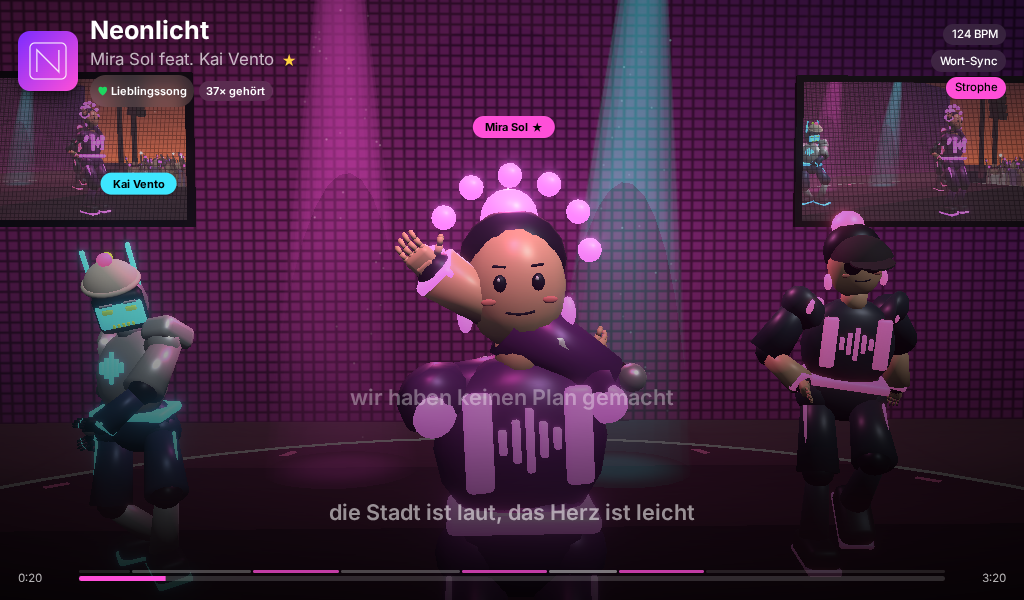 Neonlicht
Mira Sol feat. Kai Vento ★
Lieblingssong
37× gehört
124 BPM
Wort-Sync
Strophe
Mira Sol ★
Kai Vento
wir haben keinen Plan gemacht
die Stadt ist laut, das Herz ist leicht
0:20
3:20